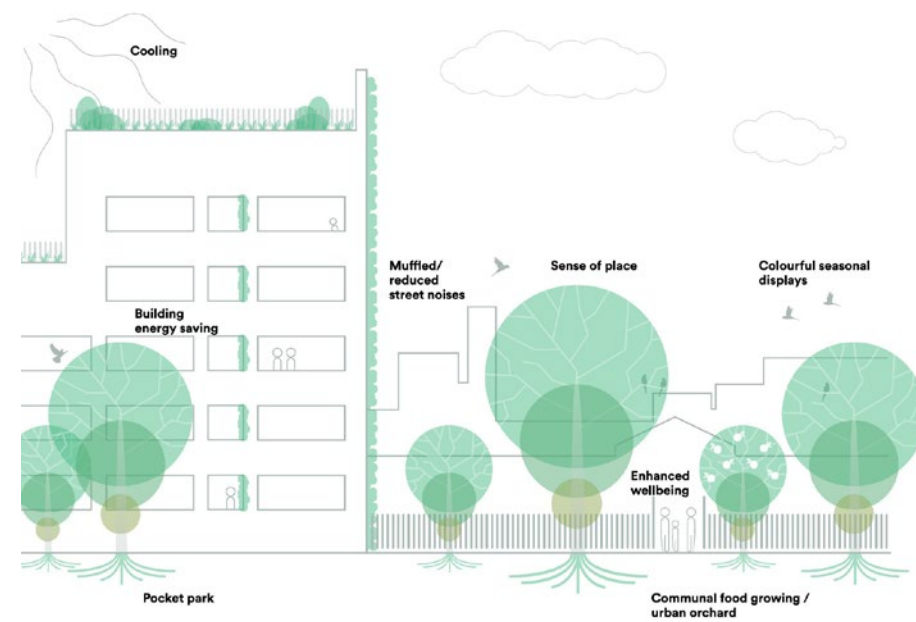 Cooling
Muffled/
reduced
street noises
Sense of place
Colourful seasonal
displays
Building
energy saving
Enhanced
wellbeing
Pocket park
Communal food growing /
urban orchard